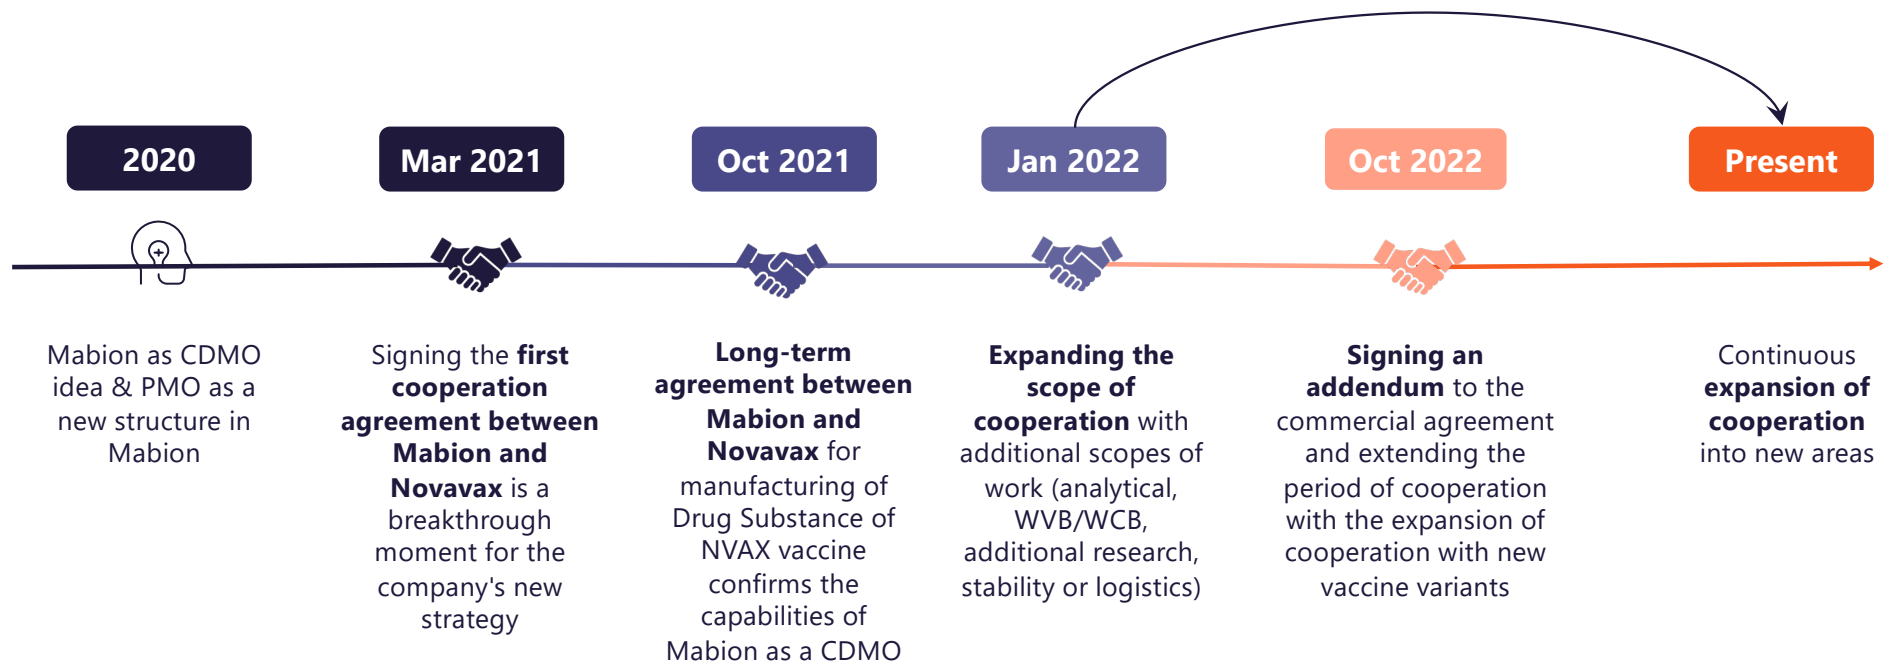 2020
Mabion as CDMO
idea & PMO as a
new structure in
Mabion
Mar 2021
Signing the first
cooperation
agreement between
Mabion and
Novavax is a
breakthrough
moment for the
company's new
strategy
Oct 2021
Long-term
agreement between
Mabion and
Novavax for
manufacturing of
Drug Substance of
NVAX vaccine
confirms the
capabilities of
Mabion as a CDMO
Jan 2022
Expanding the
scope of
cooperation with
additional scopes of
work (analytical,
WVB/WCB,
additional research,
stability or logistics)
Oct 2022
Signing an
addendum to the
commercial agreement
and extending the
period of cooperation
with the expansion of
cooperation with new
vaccine variants
Present
Continuous
expansion of
cooperation
into new areas